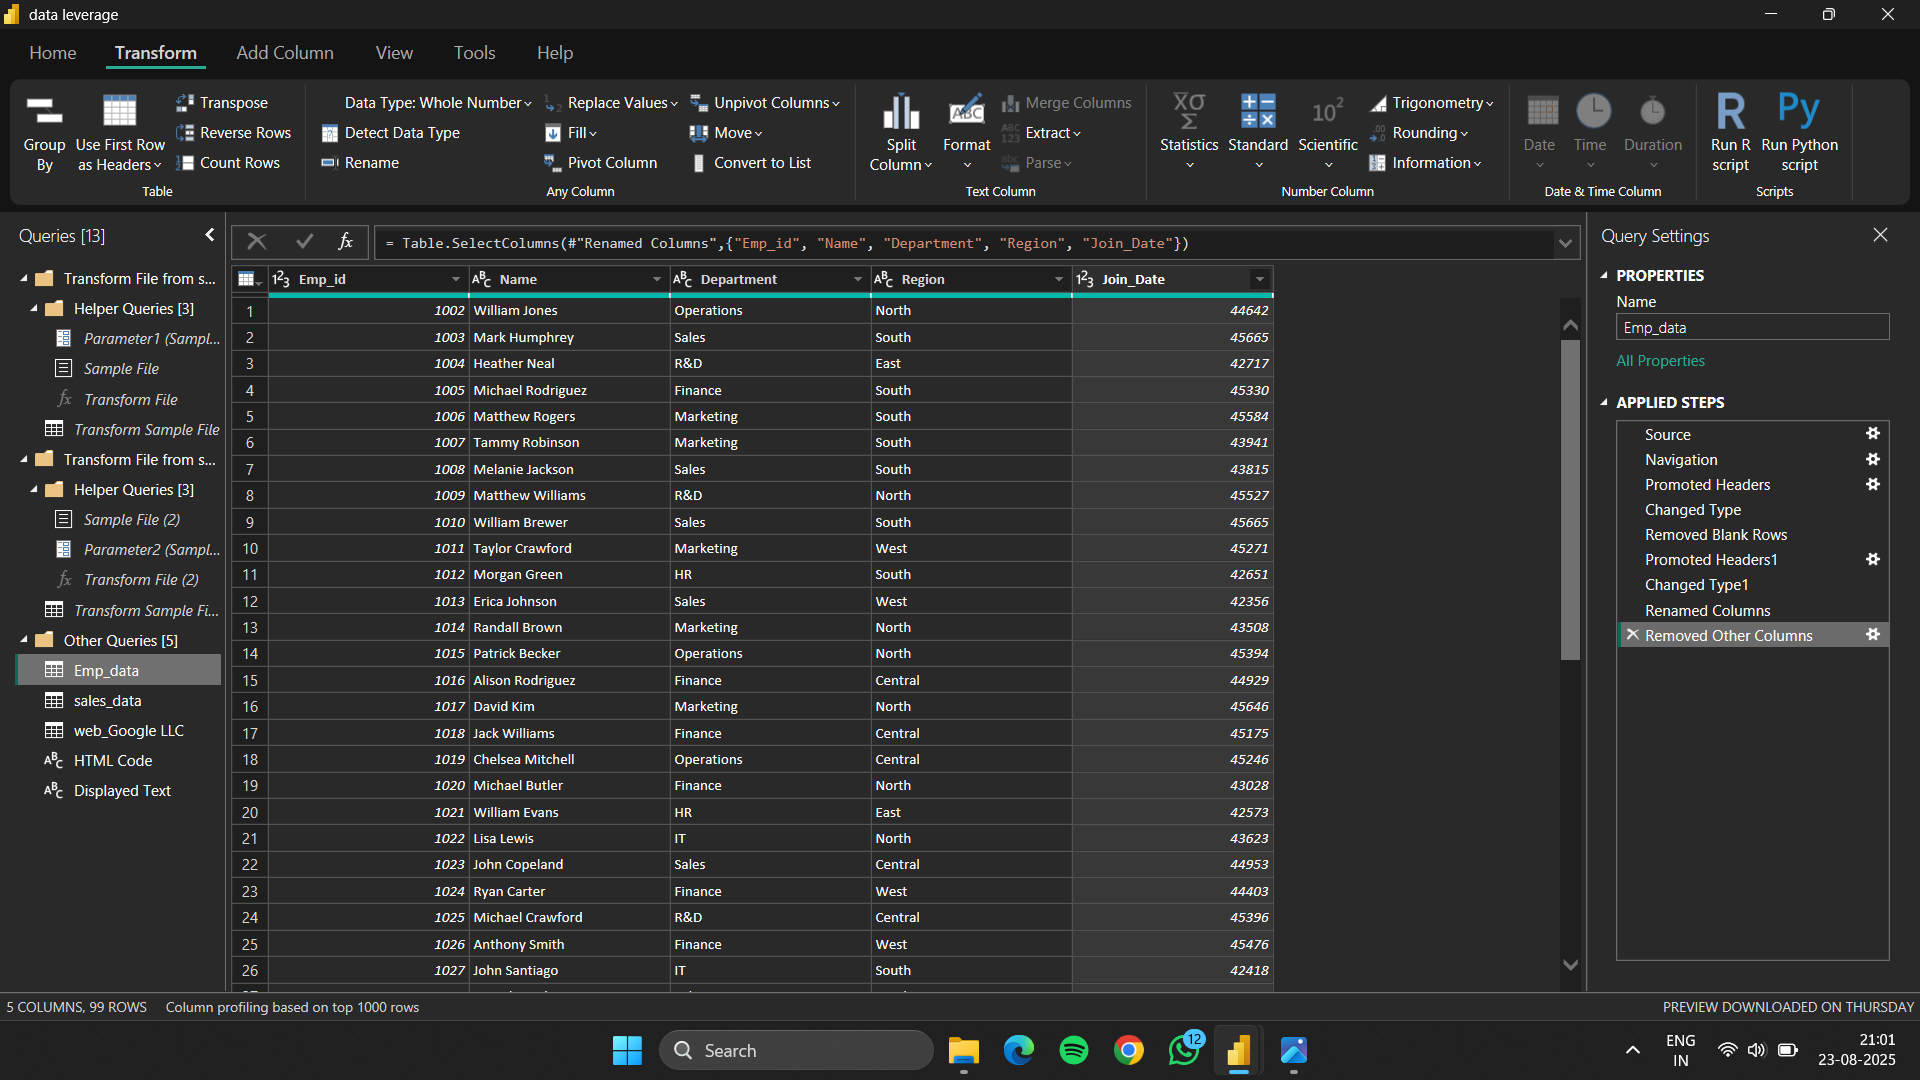 data leverage
Home Transform Add Column View Tools Help
Group By
Use First Row as Headers
Transpose
Reverse Rows
Count Rows
Table
Data Type: Whole Number
Detect Data Type
Rename
Replace Values
Fill
Pivot Column
Unpivot Columns
Move
Convert to List
Any Column
Split Column
Format
Merge Columns
Extract
Parse
Text Column
Statistics
Standard
Scientific
Trigonometry
Rounding
Information
Number Column
Date
Time
Duration
Date & Time Column
Run R script
Run Python script
Scripts
Queries [13]
Transform File from s...
Helper Queries [3]
Parameter1 (Sampl...
Sample File
Transform File
Transform Sample File
Transform File from s...
Helper Queries [3]
Sample File (2)
Parameter2 (Sampl...
Transform File (2)
Transform Sample Fi...
Other Queries [5]
Emp_data
sales_data
web_Google LLC
HTML Code
Displayed Text
= Table.SelectColumns(#"Renamed Columns",{"Emp_id", "Name", "Department", "Region", "Join_Date"})
Emp_id Name Department Region Join_Date
1 1002 William Jones Operations North 44642
2 1003 Mark Humphrey Sales South 45665
3 1004 Heather Neal R&D East 42717
4 1005 Michael Rodriguez Finance South 45330
5 1006 Matthew Rogers Marketing South 45584
6 1007 Tammy Robinson Marketing South 43941
7 1008 Melanie Jackson Sales South 43815
8 1009 Matthew Williams R&D North 45527
9 1010 William Brewer Sales South 45665
10 1011 Taylor Crawford Marketing West 45271
11 1012 Morgan Green HR South 42651
12 1013 Erica Johnson Sales West 42356
13 1014 Randall Brown Marketing North 43508
14 1015 Patrick Becker Operations North 45394
15 1016 Alison Rodriguez Finance Central 44929
16 1017 David Kim Marketing North 45646
17 1018 Jack Williams Finance Central 45175
18 1019 Chelsea Mitchell Operations Central 45246
19 1020 Michael Butler Finance North 43028
20 1021 William Evans HR East 42573
21 1022 Lisa Lewis IT North 43623
22 1023 John Copeland Sales Central 44953
23 1024 Ryan Carter Finance West 44403
24 1025 Michael Crawford R&D Central 45396
25 1026 Anthony Smith Finance West 45476
26 1027 John Santiago IT South 42418
Query Settings
PROPERTIES
Name
Emp_data
All Properties
APPLIED STEPS
Source
Navigation
Promoted Headers
Changed Type
Removed Blank Rows
Promoted Headers1
Changed Type1
Renamed Columns
Removed Other Columns
5 COLUMNS, 99 ROWS Column profiling based on top 1000 rows
PREVIEW DOWNLOADED ON THURSDAY
Search
12
ENG
IN
21:01
23-08-2025